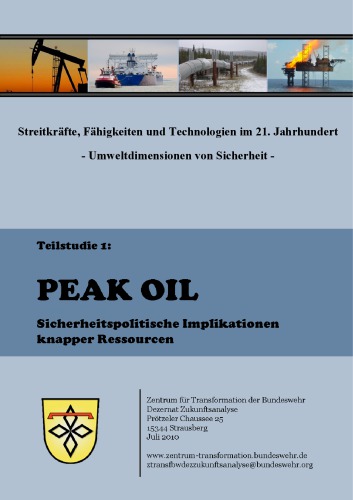 Streitkräfte, Fähigkeiten und Technologien im 21. Jahrhundert
- Umweltdimensionen von Sicherheit -
Teilstudie 1:
PEAK OIL
Sicherheitspolitische Implikationen
knapper Ressourcen
Zentrum für Transformation der Bundeswehr
Dezernat Zukunftsanalyse
Prötzeler Chaussee 25
15344 Strausberg
Juli 2010
www.zentrum-transformation.bundeswehr.de
ztransfbwdezzukunftsanalyse@bundeswehr.org